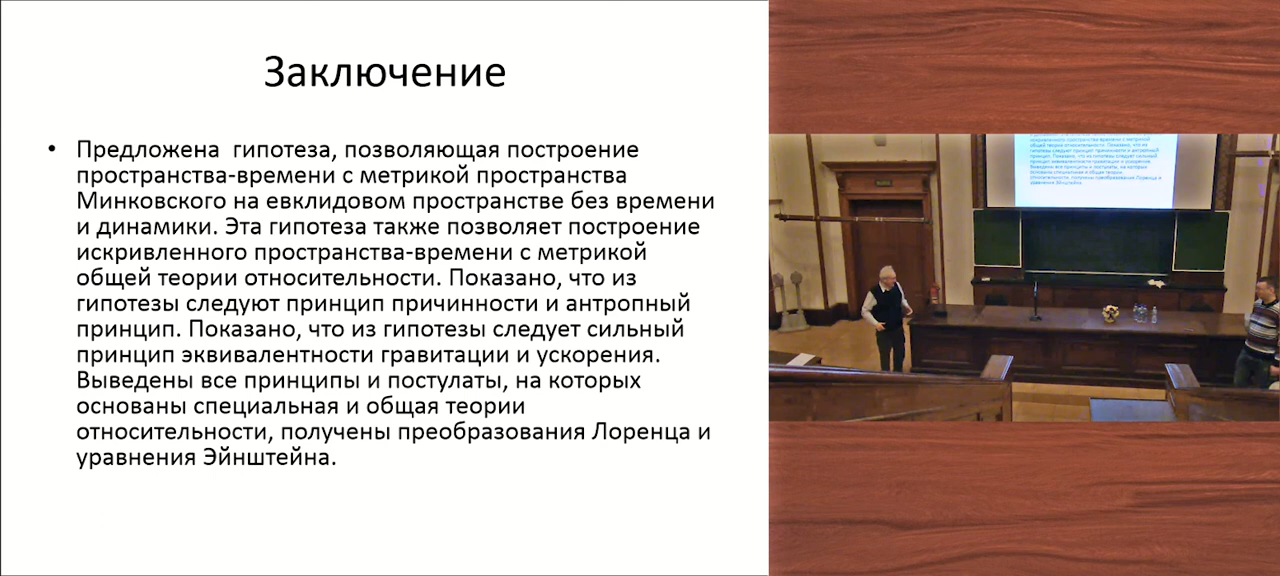 Заключение
• Предложена гипотеза, позволяющая построение
пространства-времени с метрикой пространства
Минковского на евклидовом пространстве без времени
и динамики. Эта гипотеза также позволяет построение
искривленного пространства-времени с метрикой
общей теории относительности. Показано, что из
гипотезы следуют принцип причинности и антропный
принцип. Показано, что из гипотезы следует сильный
принцип эквивалентности гравитации и ускорения.
Выведены все принципы и постулаты, на которых
основаны специальная и общая теории
относительности, получены преобразования Лоренца и
уравнения Эйнштейна.